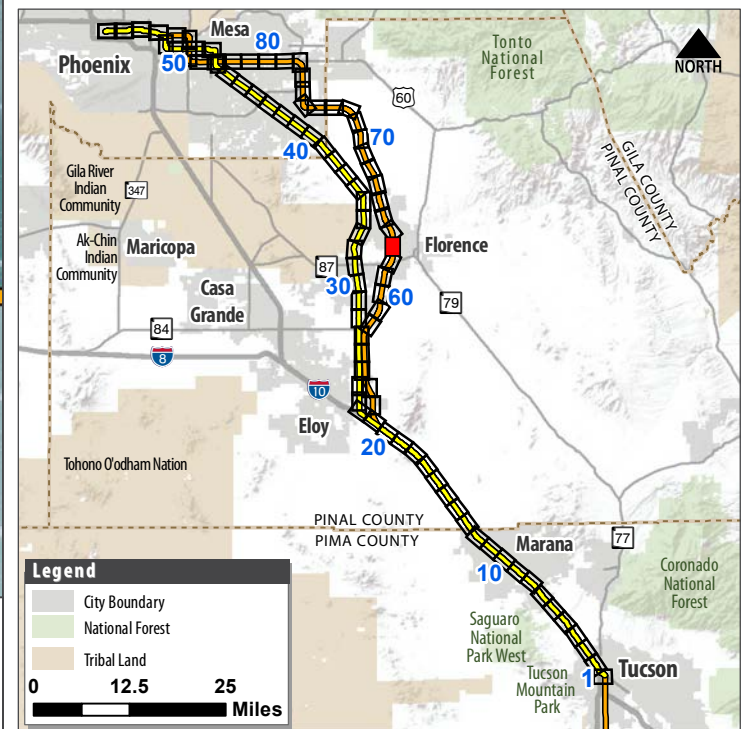 Mesa
80
Phoenix
50
Tonto
National
Forest
NORTH
60
70
40
GILA COUNTY
PINAL COUNTY
Gila River
Indian
Community
347
Ak-Chin
Indian
Community
Maricopa
Florence
87
30
60
Casa
Grande
79
84
8
10
Eloy
20
Tohono O'odham Nation
PINAL COUNTY
PIMA COUNTY
Marana
77
10
Coronado
National
Forest
Saguaro
National
Park West
Tucson
Mountain
Park
1
Tucson
Legend
City Boundary
National Forest
Tribal Land
0 12.5 25
Miles